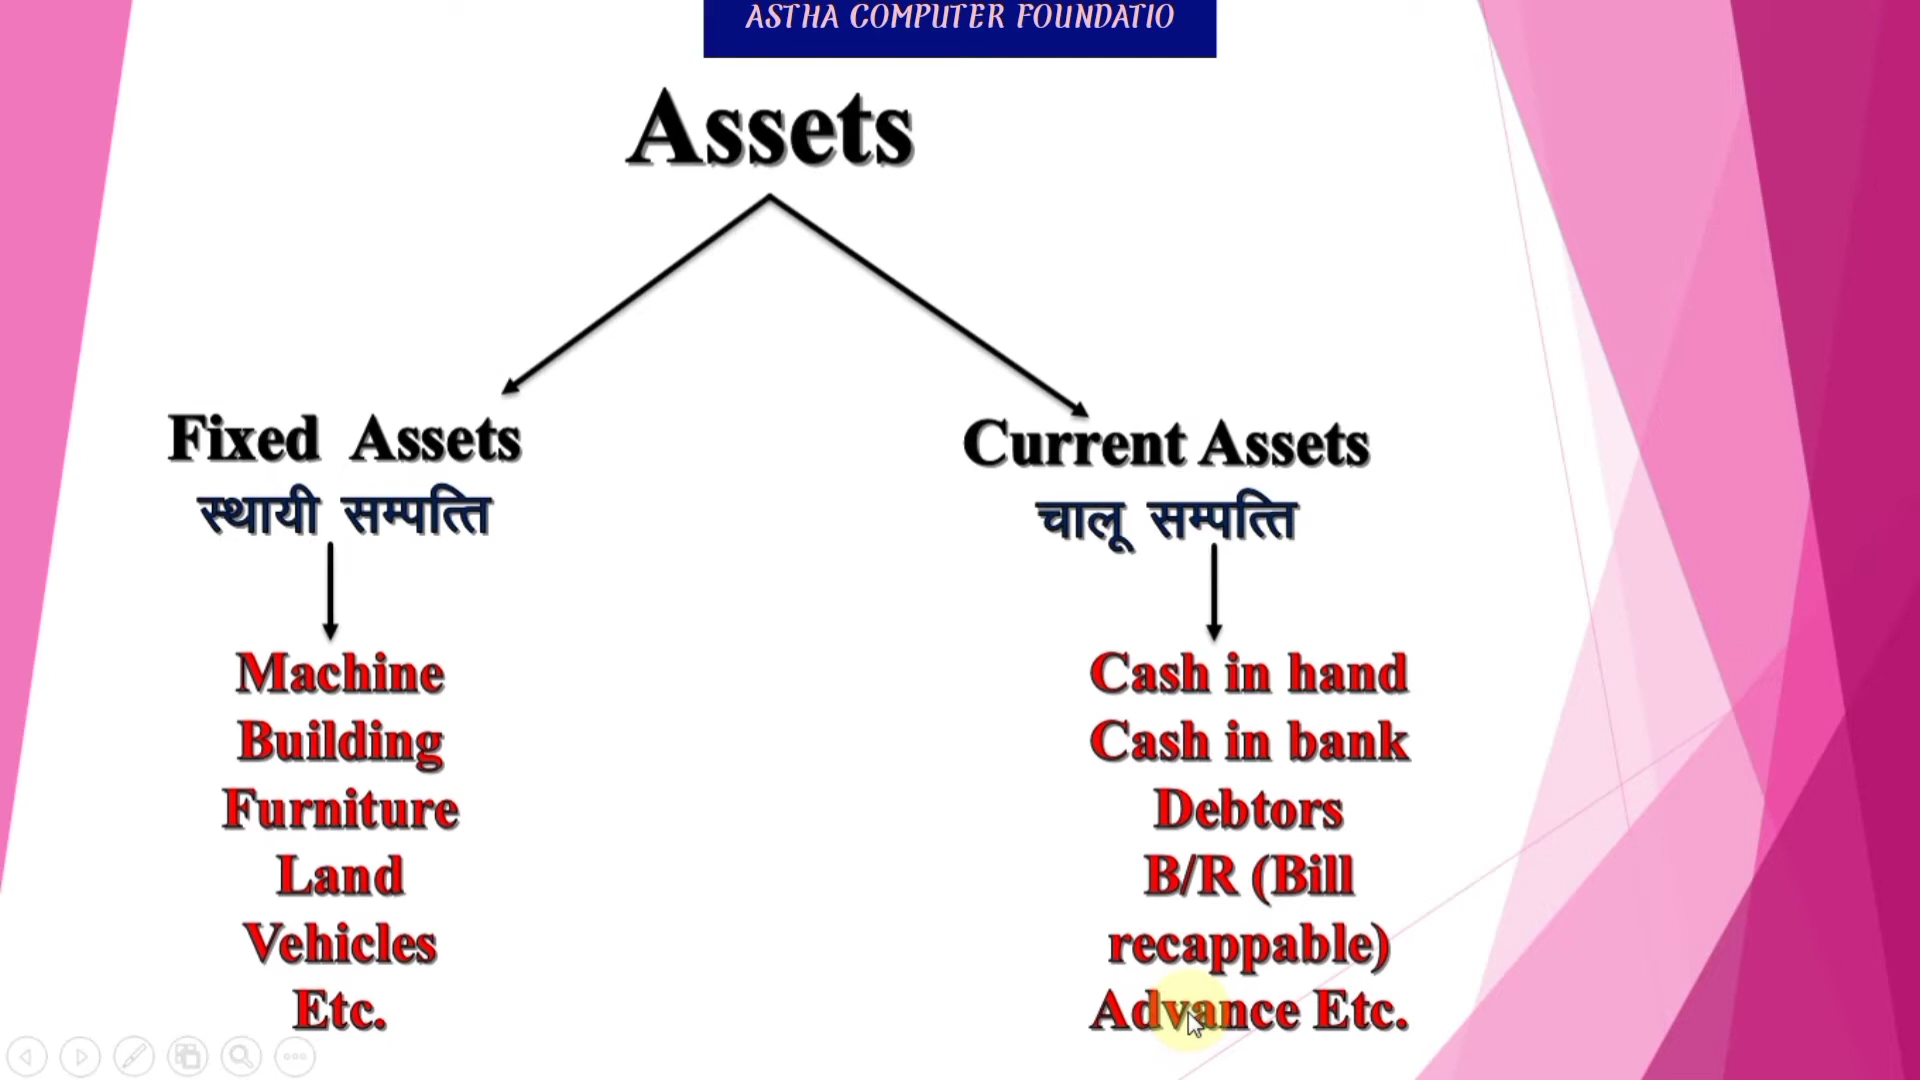 ASTHA COMPUTER FOUNDATIO
Assets
Fixed Assets
स्थायी सम्पत्ति
Machine
Building
Furniture
Land
Vehicles
Etc.
Current Assets
चालू सम्पत्ति
Cash in hand
Cash in bank
Debtors
B/R (Bill
recappable)
Advance Etc.